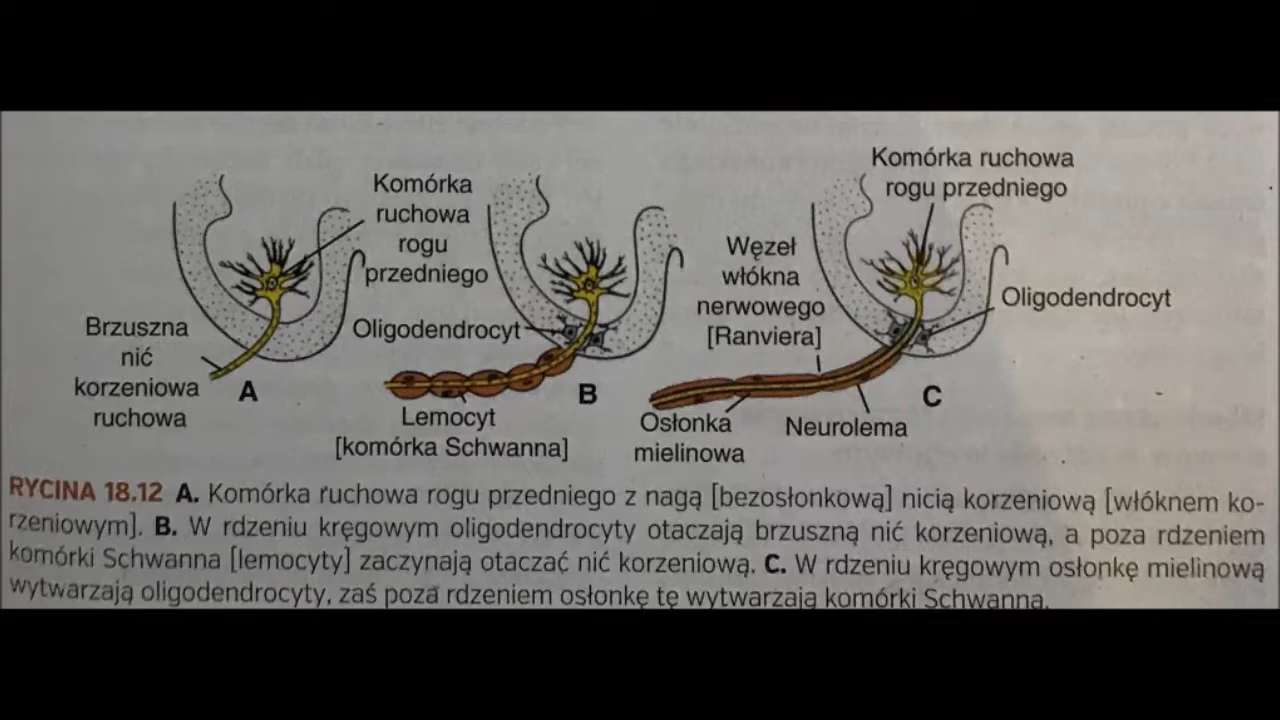 Komórka ruchowa
rogu przedniego
Komórka
ruchowa
rogu
przedniego
Węzeł
włókna
nerwowego
[Ranviera]
Oligodendrocyt
Brzuszna
nić
korzeniowa
ruchowa
Oligodendrocyt
A
B
C
Lemocyt
[komórka Schwanna]
Osłonka
mielinowa
Neurolema
RYCINA 18.12 A. Komórka ruchowa rogu przedniego z nagą [bezosłonkową] nicią korzeniową [włóknem ko-
rzeniowym]. B. W rdzeniu kręgowym oligodendrocyty otaczają brzuszną nić korzeniową, a poza rdzeniem
komórki Schwanna [lemocyty] zaczynają otaczać nić korzeniową. C. W rdzeniu kręgowym osłonkę mielinową
wytwarzają oligodendrocyty, zaś poza rdzeniem osłonkę tę wytwarzają komórki Schwanna.